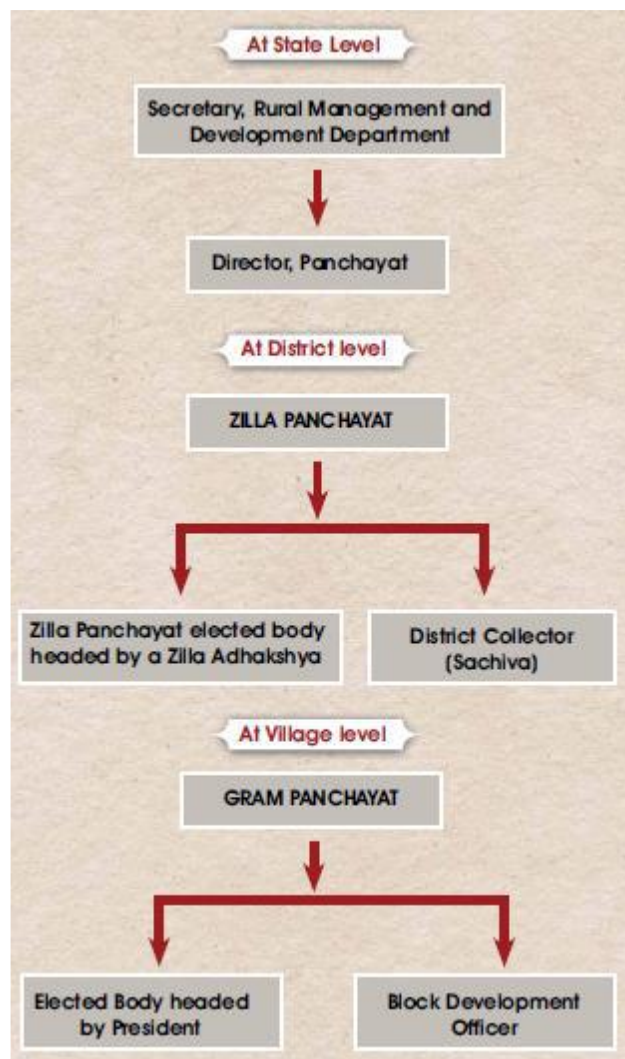 At State Level
Secretary, Rural Management and
Development Department
Director, Panchayat
At District level
ZILLA PANCHAYAT
Zilla Panchayat elected body
headed by a Zilla Adhakshya
District Collector
(Sachiva)
At Village level
GRAM PANCHAYAT
Elected Body headed
by President
Block Development
Officer